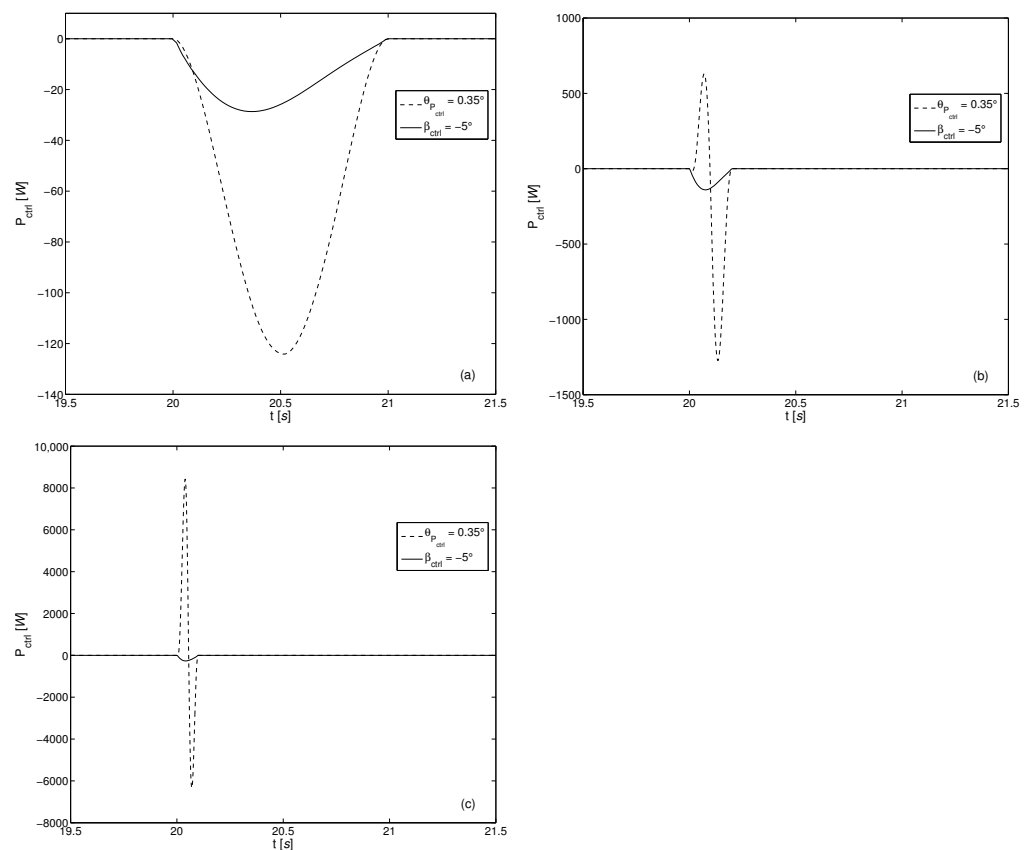 0
−20
−40
−60
−80
−100
−120
−140
19.5
20
20.5
21
21.5
t [s]
P_ctrl [W]
θ_P_ctrl = 0.35°
β_ctrl = −5°
(a)
1000
500
0
−500
−1000
−1500
19.5
20
20.5
21
21.5
t [s]
P_ctrl [W]
θ_P_ctrl = 0.35°
β_ctrl = −5°
(b)
10,000
8000
6000
4000
2000
0
−2000
−4000
−6000
−8000
19.5
20
20.5
21
21.5
t [s]
P_ctrl [W]
θ_P_ctrl = 0.35°
β_ctrl = −5°
(c)